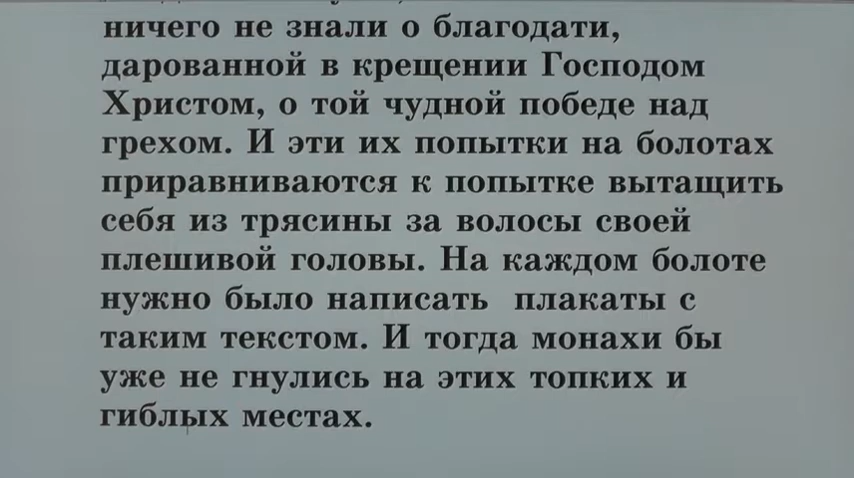 ничего не знали о благодати,
дарованной в крещении Господом
Христом, о той чудной победе над
грехом. И эти их попытки на болотах
приравниваются к попытке вытащить
себя из трясины за волосы своей
плешивой головы. На каждом болоте
нужно было написать плакаты с
таким текстом. И тогда монахи бы
уже не гнулись на этих топких и
гиблых местах.